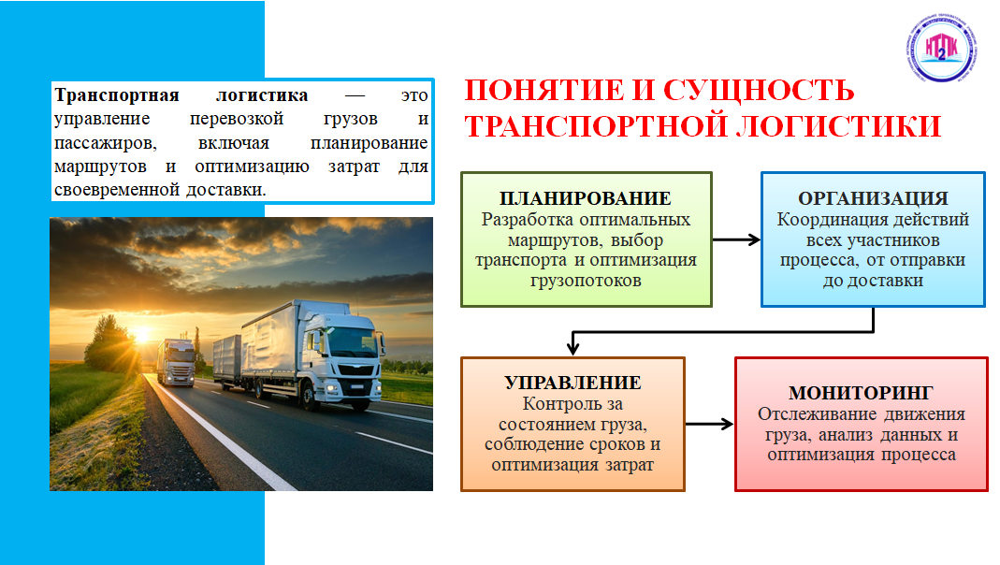 НТПК
2
Транспортная логистика — это
управление перевозкой грузов и
пассажиров, включая планирование
маршрутов и оптимизацию затрат для
своевременной доставки.
ПОНЯТИЕ И СУЩНОСТЬ
ТРАНСПОРТНОЙ ЛОГИСТИКИ
ПЛАНИРОВАНИЕ
Разработка оптимальных
маршрутов, выбор
транспорта и оптимизация
грузопотоков
ОРГАНИЗАЦИЯ
Координация действий
всех участников
процесса, от отправки
до доставки
УПРАВЛЕНИЕ
Контроль за
состоянием груза,
соблюдение сроков и
оптимизация затрат
МОНИТОРИНГ
Отслеживание движения
груза, анализ данных и
оптимизация процесса